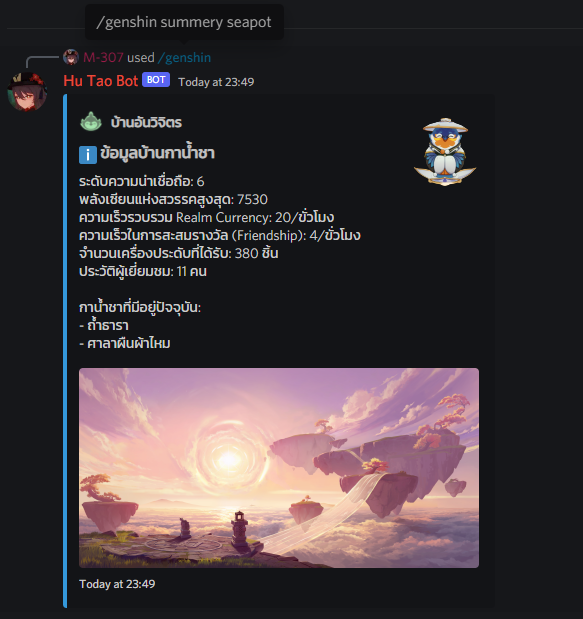 /genshin summery seapot
M-307 used /genshin
Hu Tao Bot BOT Today at 23:49
บ้านอันวิจิตร
ข้อมูลบ้านกาน้ำชา
ระดับความน่าเชื่อถือ: 6
พลังเซียนแห่งสวรรคสูงสุด: 7530
ความเร็วรวบรวม Realm Currency: 20/ชั่วโมง
ความเร็วในการสะสมรางวัล (Friendship): 4/ชั่วโมง
จำนวนเครื่องประดับที่ได้รับ: 380 ชิ้น
ประวัติผู้เยี่ยมชม: 11 คน
กาน้ำชาที่มีอยู่ปัจจุบัน:
- ถ้ำธารา
- ศาลาผืนผ้าไหม
Today at 23:49